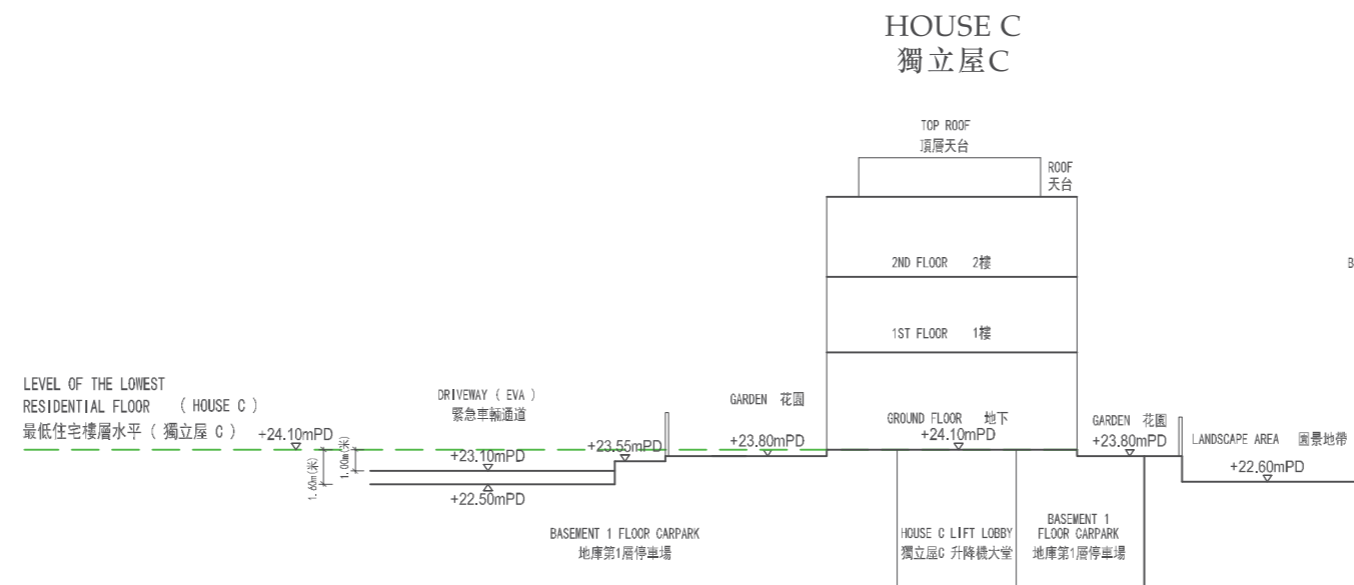 HOUSE C
獨立屋C
TOP ROOF
頂層天台
ROOF
天台
2ND FLOOR 2樓
B
1ST FLOOR 1樓
LEVEL OF THE LOWEST
RESIDENTIAL FLOOR ( HOUSE C )
最低住宅樓層水平 ( 獨立屋 C ) +24.10mPD
DRIVEWAY ( EVA )
緊急車輛通道
GARDEN 花園
GROUND FLOOR 地下
+24.10mPD
GARDEN 花園
+23.80mPD
LANDSCAPE AREA 園景地帶
+23.55mPD
+23.80mPD
+23.10mPD
1.00m(米)
1.60m(米)
+22.50mPD
+22.60mPD
BASEMENT 1 FLOOR CARPARK
地庫第1層停車場
HOUSE C LIFT LOBBY
獨立屋C 升降機大堂
BASEMENT 1
FLOOR CARPARK
地庫第1層停車場